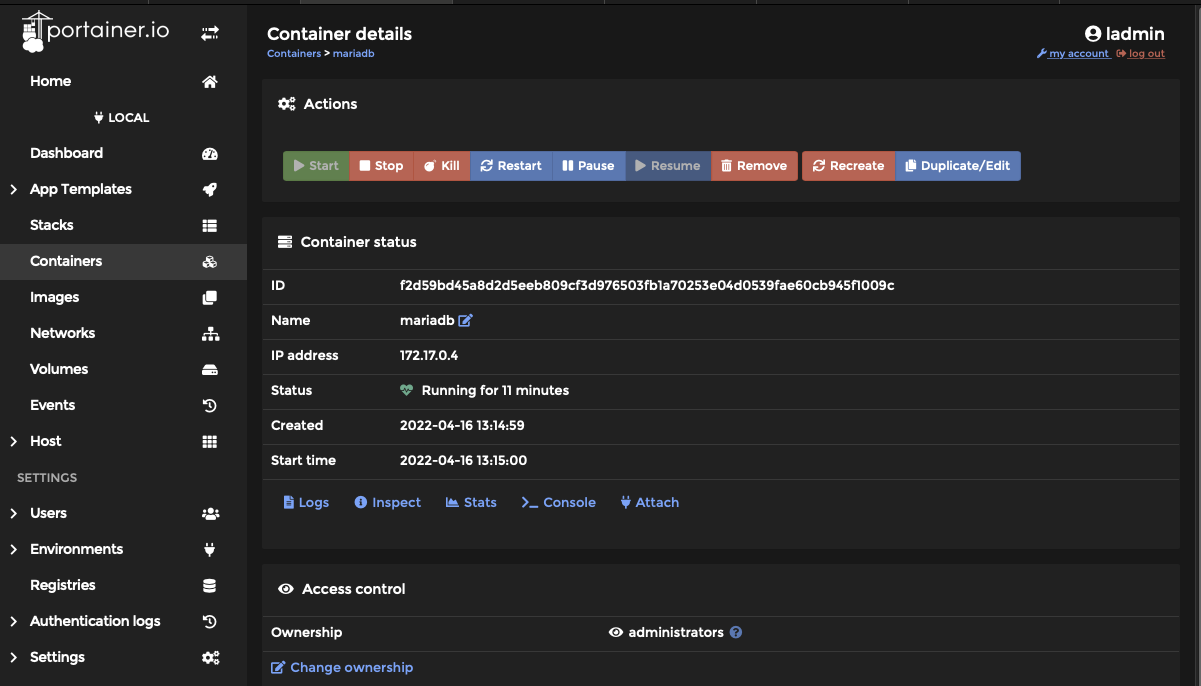 portainer.io
Home
LOCAL
Dashboard
App Templates
Stacks
Containers
Images
Networks
Volumes
Events
Host
SETTINGS
Users
Environments
Registries
Authentication logs
Settings
Container details
Containers > mariadb
ladmin
my account log out
Actions
Start Stop Kill Restart Pause Resume Remove Recreate Duplicate/Edit
Container status
ID f2d59bd45a8d2d5eeb809cf3d976503fb1a70253e04d0539fae60cb945f1009c
Name mariadb
IP address 172.17.0.4
Status Running for 11 minutes
Created 2022-04-16 13:14:59
Start time 2022-04-16 13:15:00
Logs Inspect Stats Console Attach
Access control
Ownership administrators
Change ownership